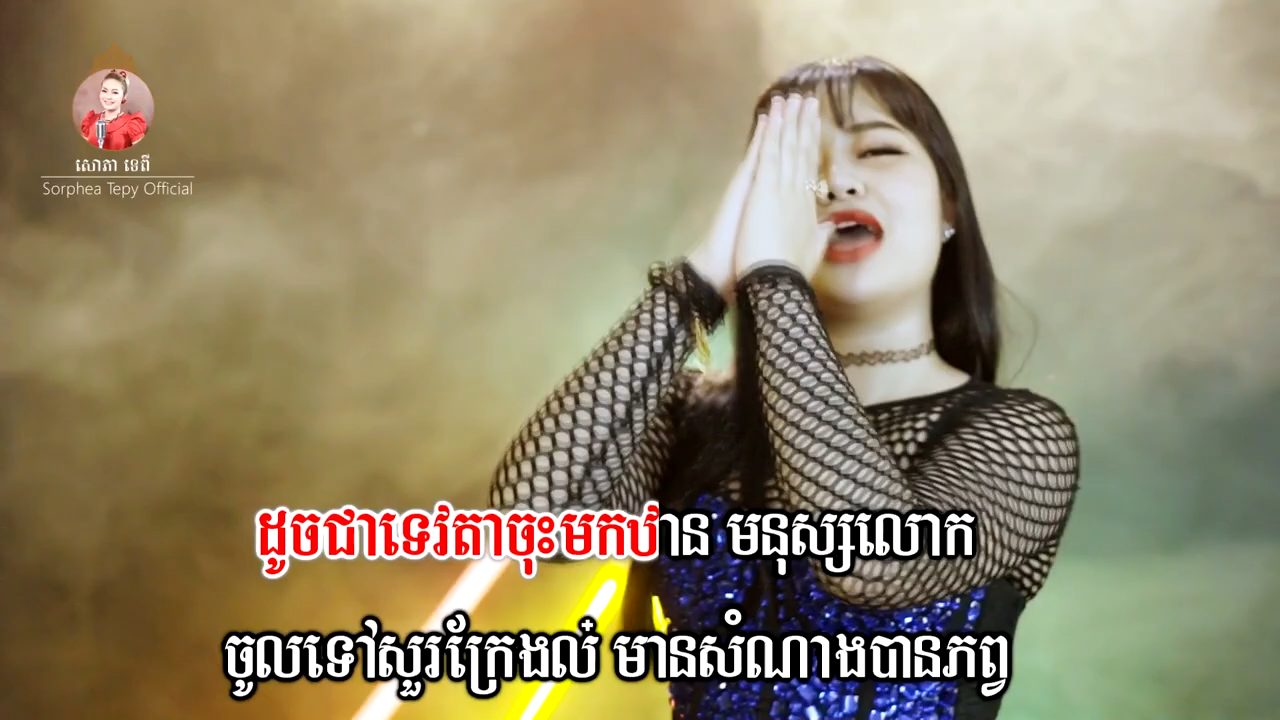 សោភា ទេពី
Sorphea Tepy Official
ដូចជាទេវតាចុះមកឋាន មនុស្សលោក
ចូលទៅសួរក្រែងលំ មានសំណាងបានភព្វ